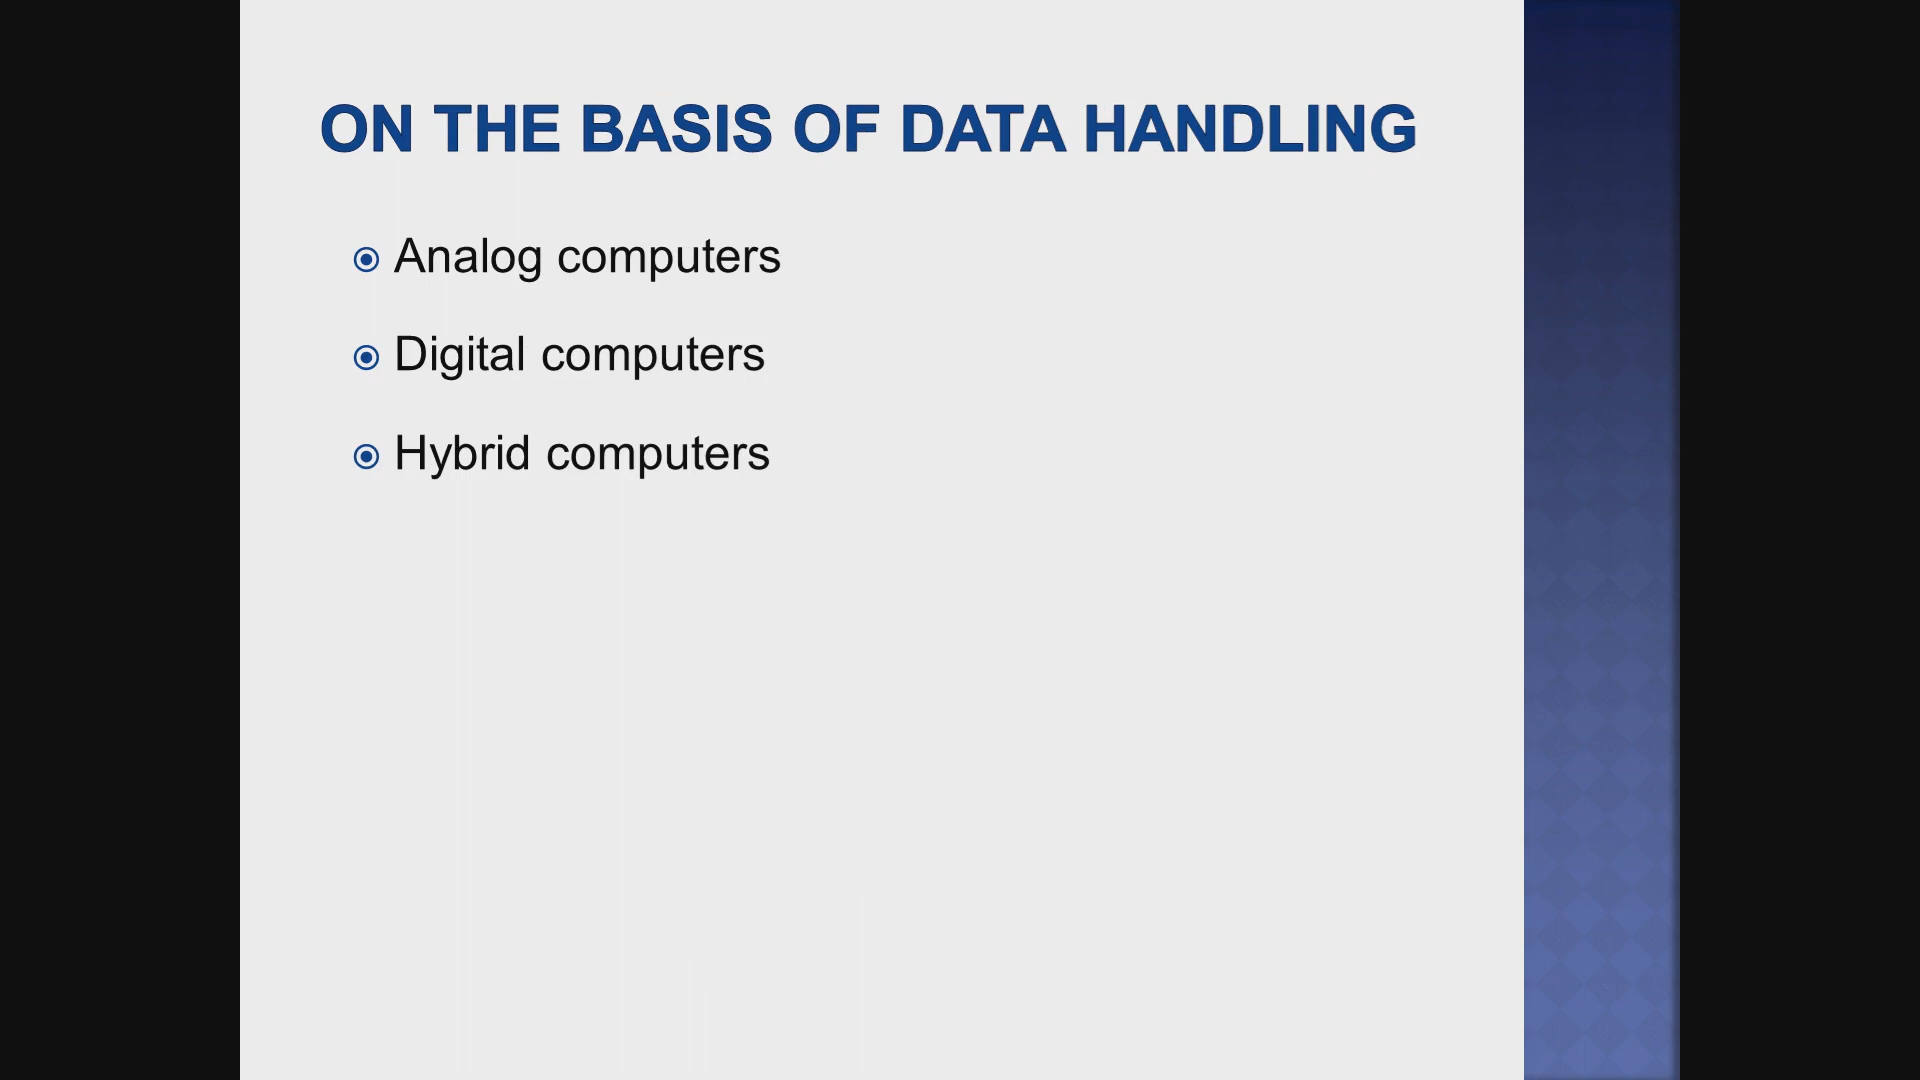 ON THE BASIS OF DATA HANDLING
Analog computers
Digital computers
Hybrid computers